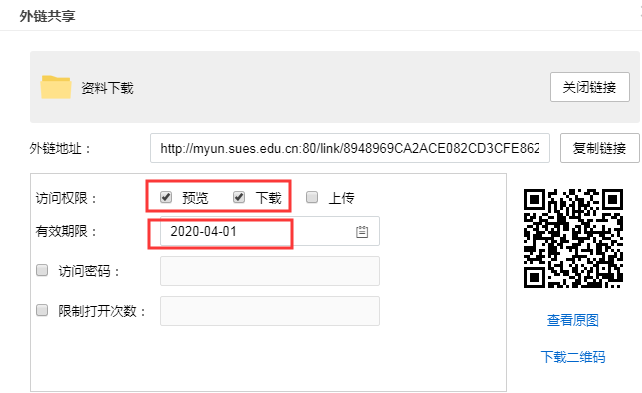 外链共享
资料下载
关闭链接
外链地址：
http://myun.sues.edu.cn:80/link/8948969CA2ACE082CD3CFE862
复制链接
访问权限：
预览
下载
上传
有效期限：
2020-04-01
访问密码：
限制打开次数：
查看原图
下载二维码